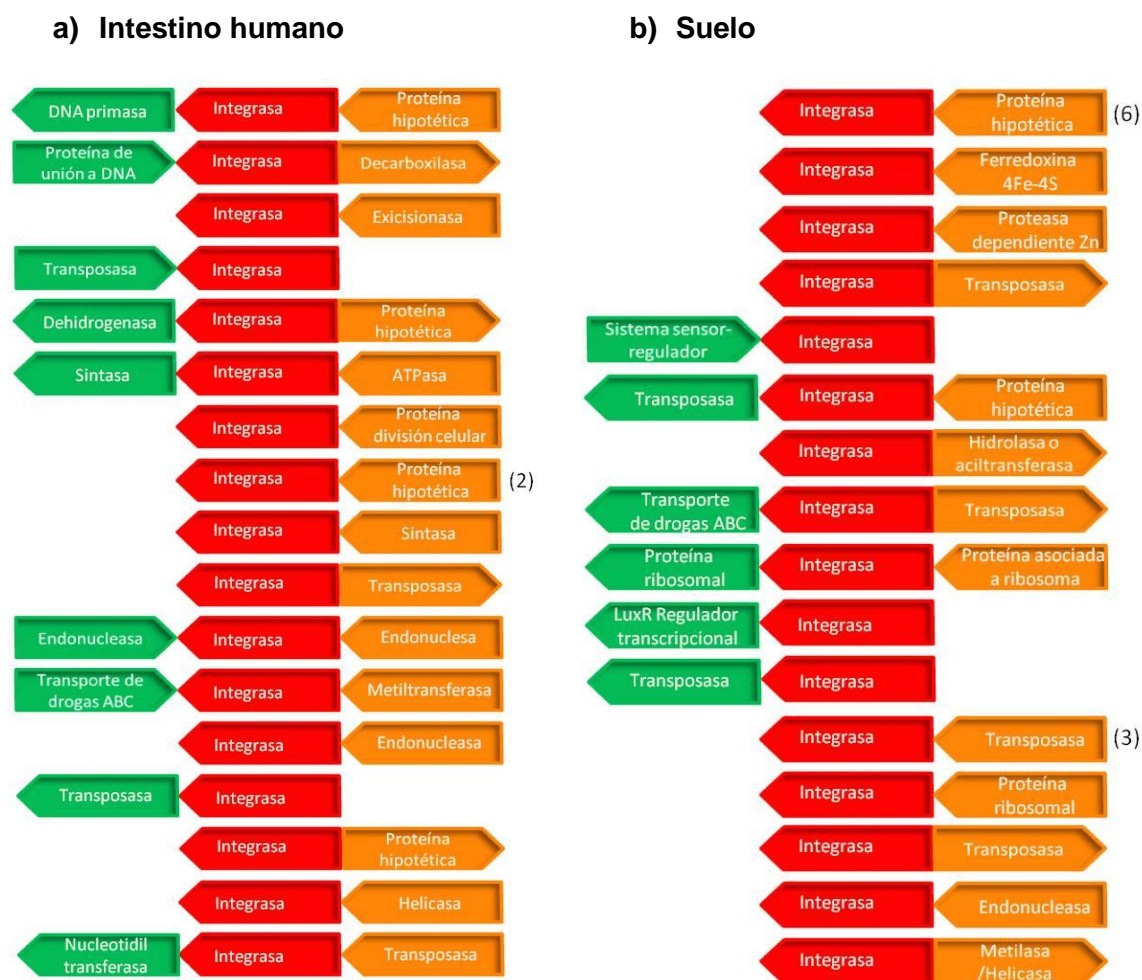 a) Intestino humano
DNA primasa
Integrasa
Proteína
hipotética
Proteína de
unión a DNA
Integrasa
Decarboxilasa
Integrasa
Exicisionasa
Transposasa
Integrasa
Dehidrogenasa
Integrasa
Proteína
hipotética
Sintasa
Integrasa
ATPasa
Integrasa
Proteína
división celular
Integrasa
Proteína
hipotética
(2)
Integrasa
Sintasa
Integrasa
Transposasa
Endonucleasa
Integrasa
Endonuclesa
Transporte de
drogas ABC
Integrasa
Metiltransferasa
Integrasa
Endonucleasa
Transposasa
Integrasa
Integrasa
Proteína
hipotética
Integrasa
Helicasa
Nucleotidil
transferasa
Integrasa
Transposasa
b) Suelo
Integrasa
Proteína
hipotética
(6)
Integrasa
Ferredoxina
4Fe-4S
Integrasa
Proteasa
dependiente Zn
Integrasa
Transposasa
Sistema sensor-
regulador
Integrasa
Transposasa
Integrasa
Proteína
hipotética
Integrasa
Hidrolasa o
aciltransferasa
Transporte
de drogas ABC
Integrasa
Transposasa
Proteína
ribosomal
Integrasa
Proteína asociada
a ribosoma
LuxR Regulador
transcripcional
Integrasa
Transposasa
Integrasa
Integrasa
Transposasa
(3)
Integrasa
Proteína
ribosomal
Integrasa
Transposasa
Integrasa
Endonucleasa
Integrasa
Metilasa
/Helicasa